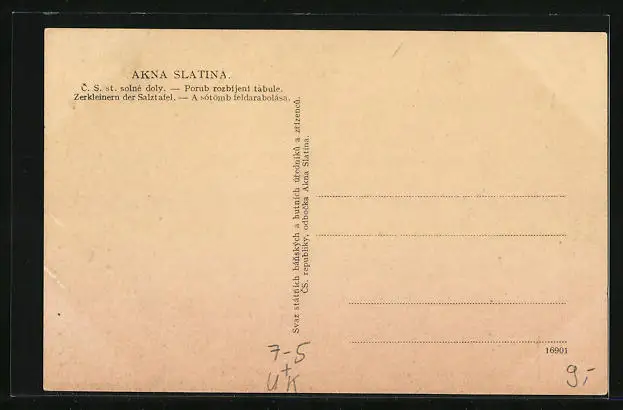 AKNA SLATINA.
Č. S. st. solné doly. — Porub rozbíjení tabule.
Zerkleinern der Salztafel. — A sótömb feldarabolása.
Svaz státních báňských a hutních úředníků a zřízenců
ČS. republiky, odbočka Akna Slatina.
16901
7-5
+
UK
9,-